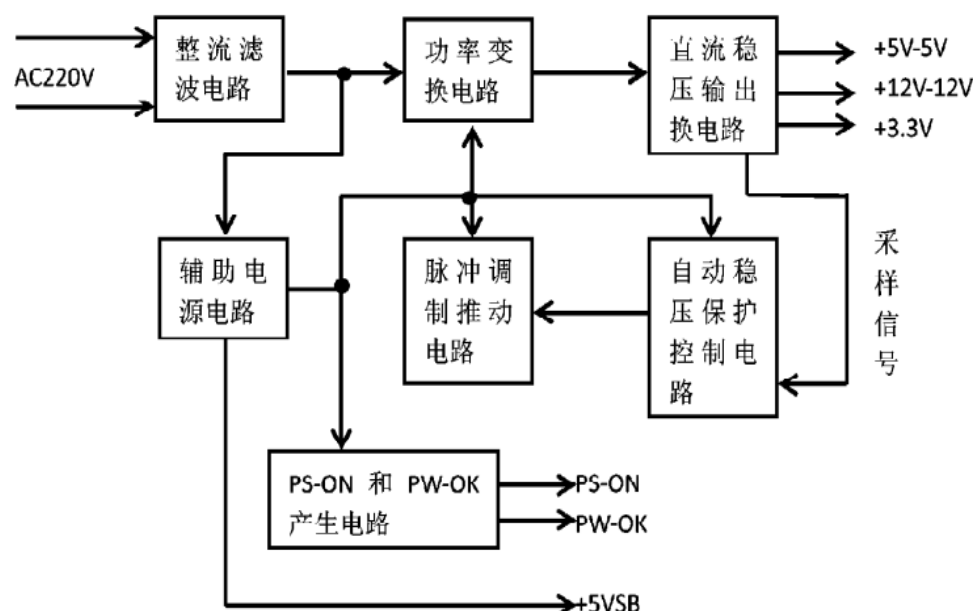 AC220V
整流滤
波电路
功率变
换电路
直流稳
压输出
换电路
+5V-5V
+12V-12V
+3.3V
辅助电
源电路
脉冲调
制推动
电路
自动稳
压保护
控制电
路
采
样
信
号
PS-ON 和 PW-OK
产生电路
PS-ON
PW-OK
+5VSB